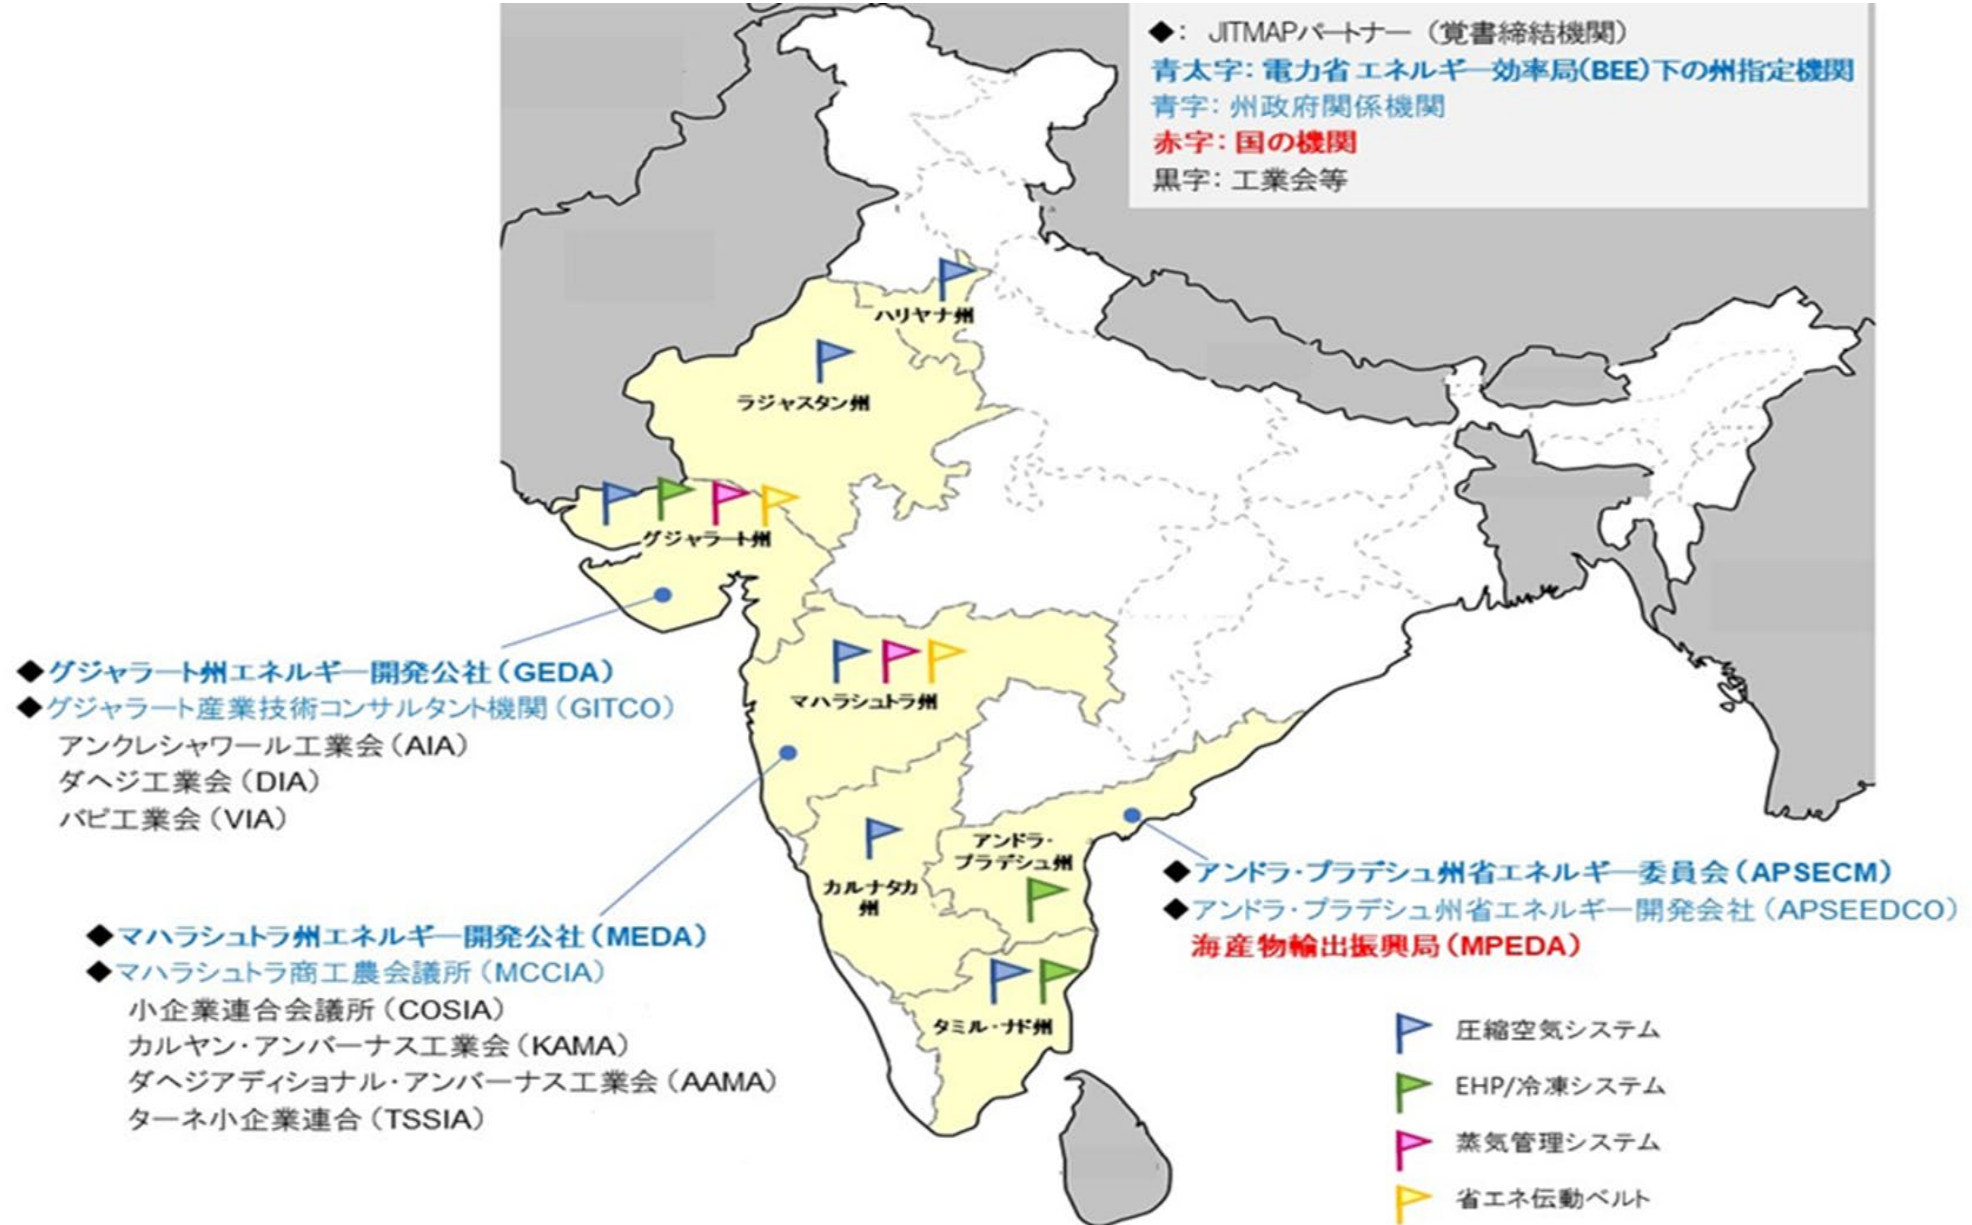 ◆： JITMAPパートナー（覚書締結機関）
青太字：電力省 エネルギー効率局(BEE)下の州指定機関
青字：州政府関係機関
赤字：国の機関
黒字：工業会等
ハリヤナ州
ラジャスタン州
グジャラート州
マハラシュトラ州
アンドラ・
プラデシュ州
カルナタカ
州
タミル・ナド州
◆グジャラート州エネルギー開発公社（GEDA）
◆グジャラート産業技術コンサルタント機関（GITCO）
アンクレシャワール工業会（AIA）
ダヘジ工業会（DIA）
バピ工業会（VIA）
◆マハラシュトラ州エネルギー開発公社（MEDA）
◆マハラシュトラ商工農会議所（MCCIA）
小企業連合会議所（COSIA）
カルヤン・アンバーナス工業会（KAMA）
ダヘジアディショナル・アンバーナス工業会（AAMA）
ターネ小企業連合（TSSIA）
◆アンドラ・プラデシュ州省エネルギー委員会（APSECM）
◆アンドラ・プラデシュ州省エネルギー開発会社（APSEEDCO）
海産物輸出振興局（MPEDA）
圧縮空気システム
EHP/冷凍システム
蒸気管理システム
省エネ伝動ベルト